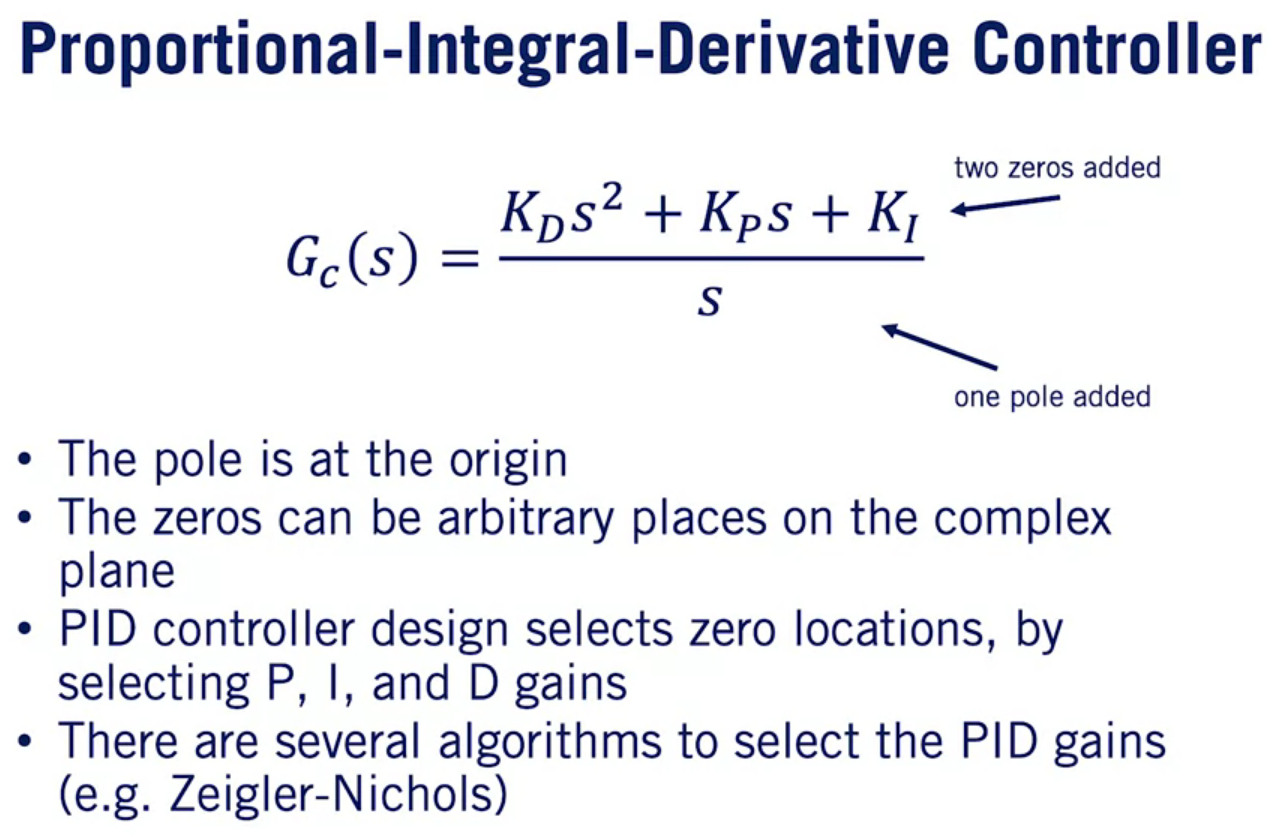 Proportional-Integral-Derivative Controller
two zeros added
G_c(s) = \frac{K_D s^2 + K_P s + K_I}{s}
one pole added
• The pole is at the origin
• The zeros can be arbitrary places on the complex
plane
• PID controller design selects zero locations, by
selecting P, I, and D gains
• There are several algorithms to select the PID gains
(e.g. Zeigler-Nichols)